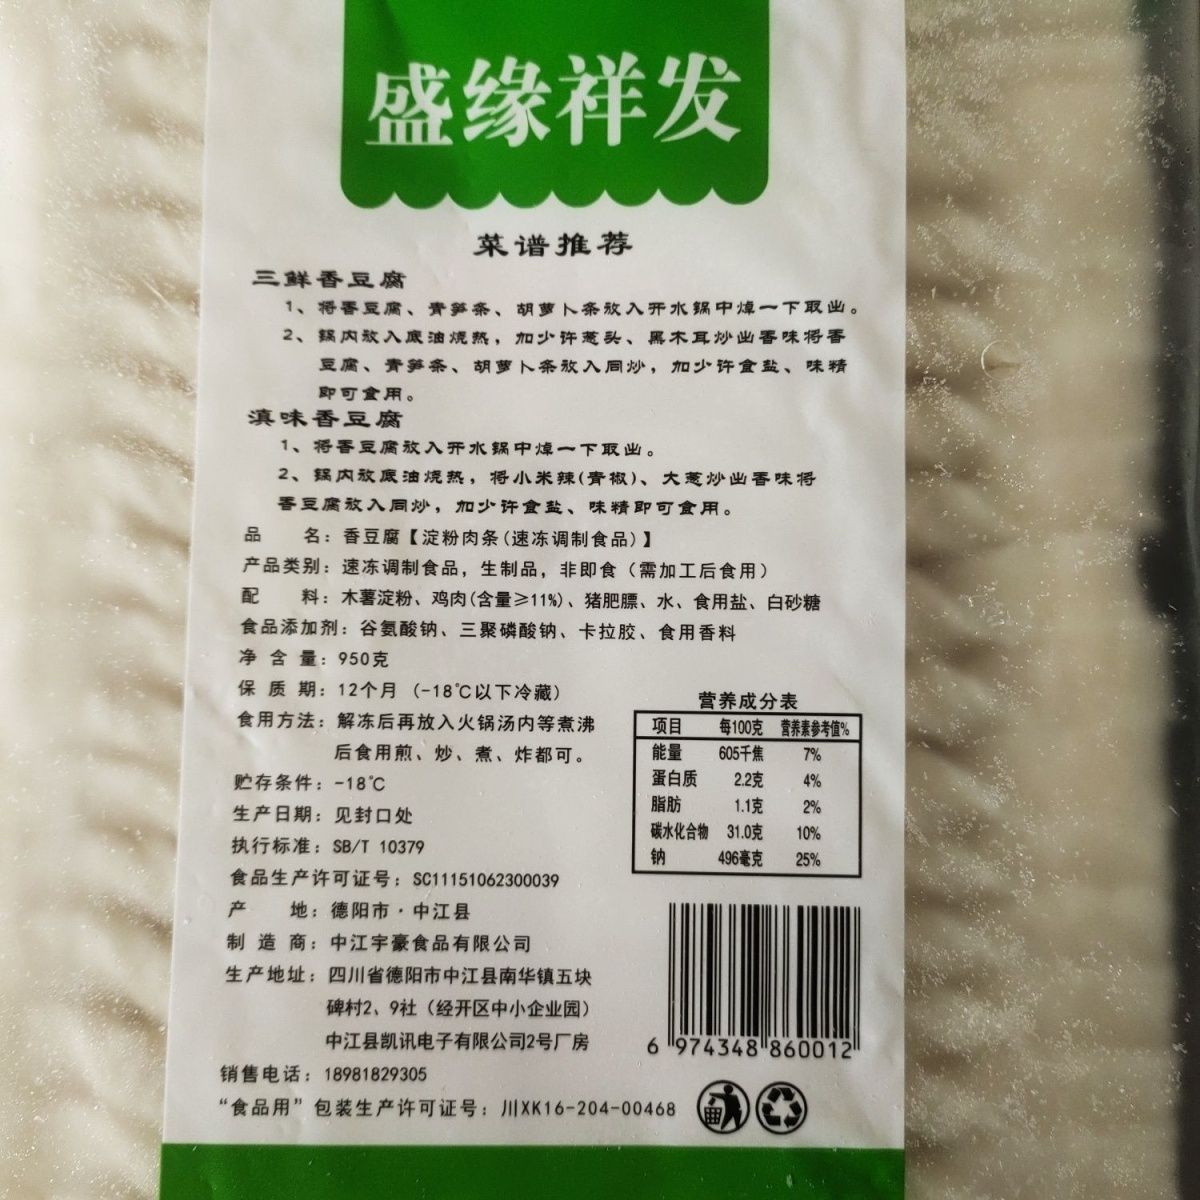 盛缘祥发
菜谱推荐
三鲜香豆腐
1、将香豆腐、青笋条、胡萝卜条放入开水锅中焯一下取出。
2、锅内放入底油烧热，加少许葱头、黑木耳炒出香味将香
豆腐、青笋条、胡萝卜条放入同炒，加少许食盐、味精
即可食用。
滇味香豆腐
1、将香豆腐放入开水锅中焯一下取出。
2、锅内放底油烧热，将小米辣(青椒)、大葱炒出香味将
香豆腐放入同炒，加少许食盐、味精即可食用。
品 名：香豆腐【淀粉肉条(速冻调制食品)】
产品类别：速冻调制食品，生制品，非即食（需加工后食用）
配 料：木薯淀粉、鸡肉(含量≥11%)、猪肥膘、水、食用盐、白砂糖
食品添加剂：谷氨酸钠、三聚磷酸钠、卡拉胶、食用香料
净 含 量：950克
保 质 期：12个月（-18℃以下冷藏）
食用方法：解冻后再放入火锅汤内等煮沸
后食用煎、炒、煮、炸都可。
贮存条件：-18℃
生产日期：见封口处
执行标准：SB/T 10379
食品生产许可证号：SC11151062300039
产 地：德阳市·中江县
制 造 商：中江宇豪食品有限公司
生产地址：四川省德阳市中江县南华镇五块
碑村2、9社（经开区中小企业园）
中江县凯讯电子有限公司2号厂房
销售电话：18981829305
“食品用”包装生产许可证号：川XK16-204-00468
营养成分表
项目 每100克 营养素参考值%
能量 605千焦 7%
蛋白质 2.2克 4%
脂肪 1.1克 2%
碳水化合物 31.0克 10%
钠 496毫克 25%
6 974348 860012